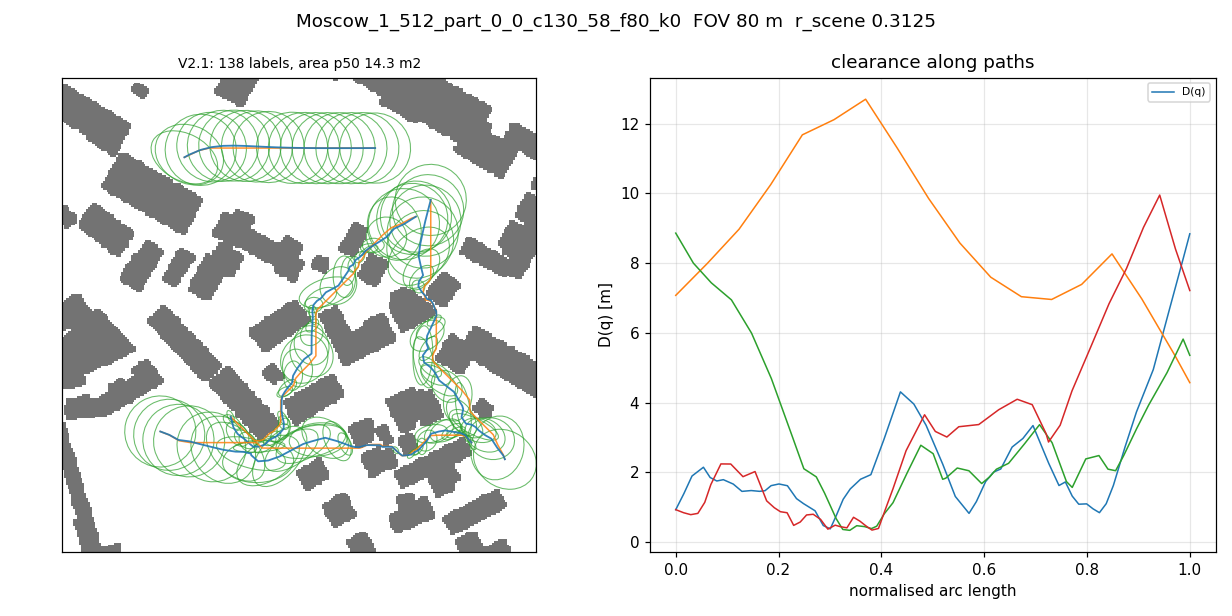 Moscow_1_512_part_0_0_c130_58_f80_k0  FOV 80 m  r_scene 0.3125
V2.1: 138 labels, area p50 14.3 m2
clearance along paths
D(q)
D(q) [m]
12
10
8
6
4
2
0
0.0 0.2 0.4 0.6 0.8 1.0
normalised arc length